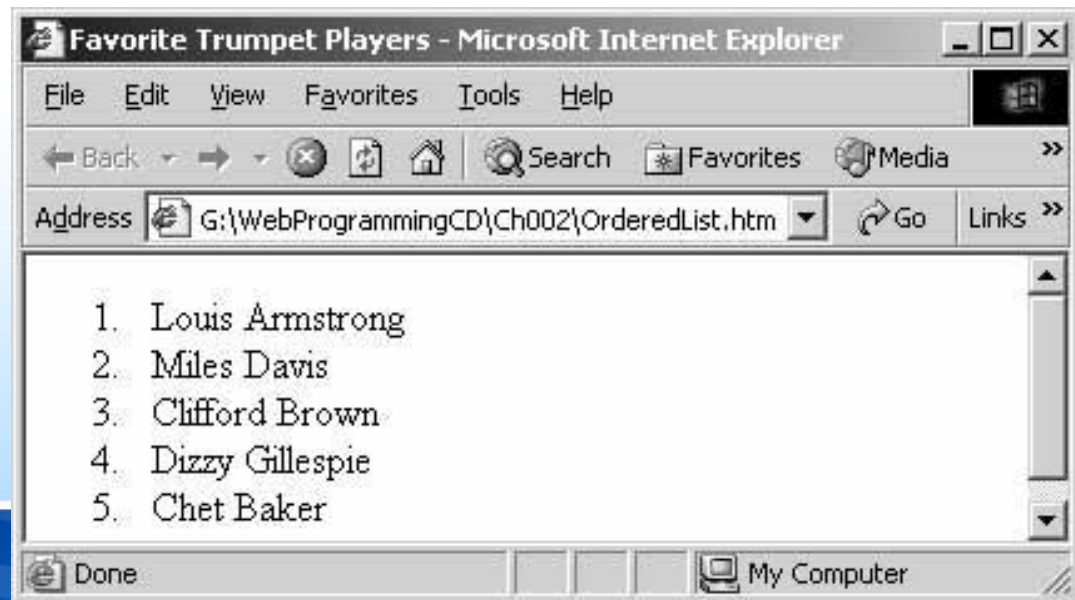 Favorite Trumpet Players - Microsoft Internet Explorer
File Edit View Favorites Tools Help
Back Search Favorites Media »
Address G:\WebProgrammingCD\Ch002\OrderedList.htm Go Links »
1. Louis Armstrong
2. Miles Davis
3. Clifford Brown
4. Dizzy Gillespie
5. Chet Baker
Done My Computer